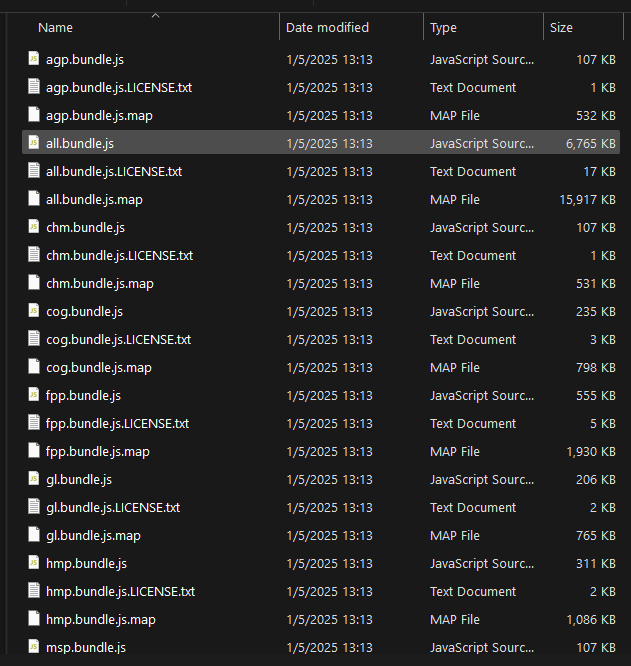 Name Date modified Type Size
agp.bundle.js 1/5/2025 13:13 JavaScript Sourc... 107 KB
agp.bundle.js.LICENSE.txt 1/5/2025 13:13 Text Document 1 KB
agp.bundle.js.map 1/5/2025 13:13 MAP File 532 KB
all.bundle.js 1/5/2025 13:13 JavaScript Sourc... 6,765 KB
all.bundle.js.LICENSE.txt 1/5/2025 13:13 Text Document 17 KB
all.bundle.js.map 1/5/2025 13:13 MAP File 15,917 KB
chm.bundle.js 1/5/2025 13:13 JavaScript Sourc... 107 KB
chm.bundle.js.LICENSE.txt 1/5/2025 13:13 Text Document 1 KB
chm.bundle.js.map 1/5/2025 13:13 MAP File 531 KB
cog.bundle.js 1/5/2025 13:13 JavaScript Sourc... 235 KB
cog.bundle.js.LICENSE.txt 1/5/2025 13:13 Text Document 3 KB
cog.bundle.js.map 1/5/2025 13:13 MAP File 798 KB
fpp.bundle.js 1/5/2025 13:13 JavaScript Sourc... 555 KB
fpp.bundle.js.LICENSE.txt 1/5/2025 13:13 Text Document 5 KB
fpp.bundle.js.map 1/5/2025 13:13 MAP File 1,930 KB
gl.bundle.js 1/5/2025 13:13 JavaScript Sourc... 206 KB
gl.bundle.js.LICENSE.txt 1/5/2025 13:13 Text Document 2 KB
gl.bundle.js.map 1/5/2025 13:13 MAP File 765 KB
hmp.bundle.js 1/5/2025 13:13 JavaScript Sourc... 311 KB
hmp.bundle.js.LICENSE.txt 1/5/2025 13:13 Text Document 2 KB
hmp.bundle.js.map 1/5/2025 13:13 MAP File 1,086 KB
msp.bundle.js 1/5/2025 13:13 JavaScript Sourc... 107 KB